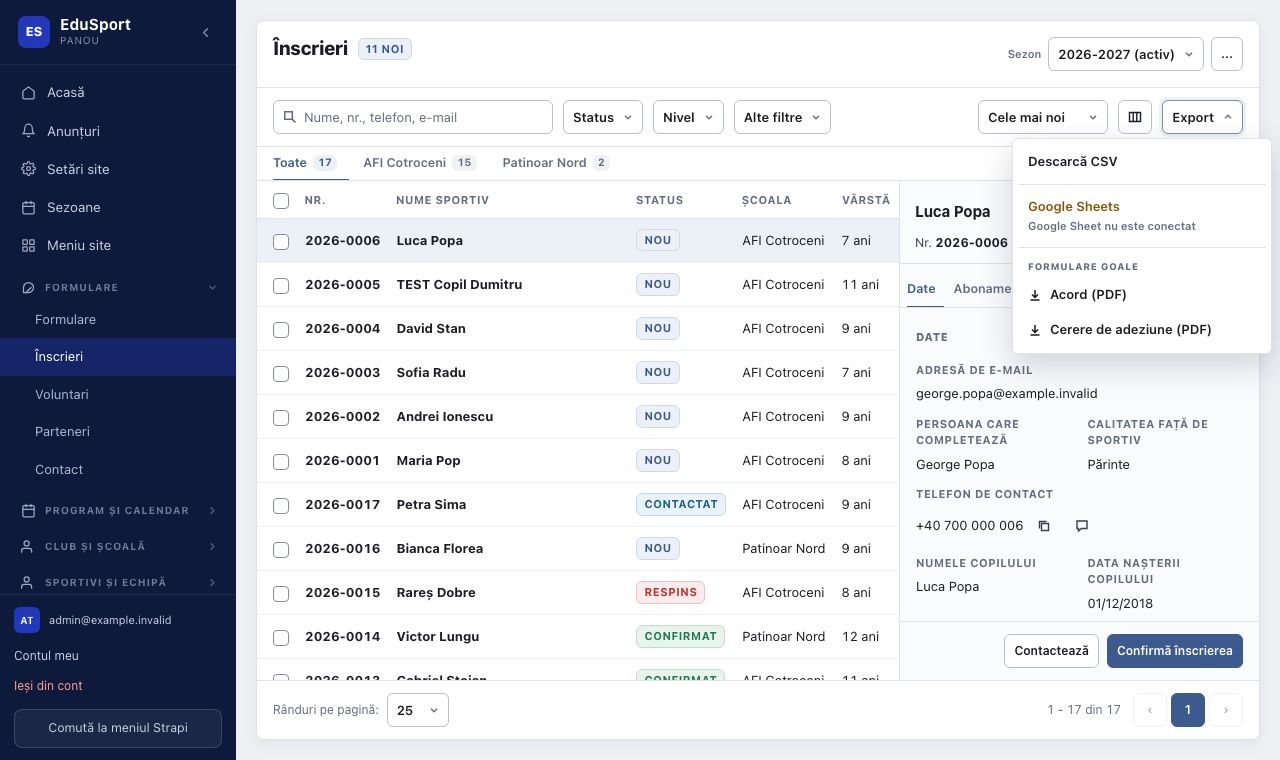 ES
EduSport
PANOU
Acasă
Anunțuri
Setări site
Sezoane
Meniu site
FORMULARE
Formulare
Înscrieri
Voluntari
Parteneri
Contact
PROGRAM ȘI CALENDAR
CLUB ȘI ȘCOALĂ
SPORTIVI ȘI ECHIPĂ
AT admin@example.invalid
Contul meu
Ieși din cont
Comută la meniul Strapi
Înscrieri 11 NOI
Sezon 2026-2027 (activ) ...
Nume, nr., telefon, e-mail Status Nivel Alte filtre Cele mai noi Export
Toate 17 AFI Cotroceni 15 Patinoar Nord 2
NR. NUME SPORTIV STATUS ȘCOALA VÂRSTĂ
2026-0006 Luca Popa NOU AFI Cotroceni 7 ani
2026-0005 TEST Copil Dumitru NOU AFI Cotroceni 11 ani
2026-0004 David Stan NOU AFI Cotroceni 9 ani
2026-0003 Sofia Radu NOU AFI Cotroceni 7 ani
2026-0002 Andrei Ionescu NOU AFI Cotroceni 9 ani
2026-0001 Maria Pop NOU AFI Cotroceni 8 ani
2026-0017 Petra Sima CONTACTAT AFI Cotroceni 9 ani
2026-0016 Bianca Florea NOU Patinoar Nord 9 ani
2026-0015 Rareș Dobre RESPINS AFI Cotroceni 8 ani
2026-0014 Victor Lungu CONFIRMAT Patinoar Nord 12 ani
2026-0013 Gabriel Stoian CONFIRMAT AFI Cotroceni 11 ani
Descarcă CSV
Google Sheets
Google Sheet nu este conectat
FORMULARE GOALE
Acord (PDF)
Cerere de adeziune (PDF)
Luca Popa
Nr. 2026-0006
Date Aboname
DATE
ADRESĂ DE E-MAIL
george.popa@example.invalid
PERSOANA CARE
COMPLETEAZĂ
George Popa
CALITATEA FAȚĂ DE
SPORTIV
Părinte
TELEFON DE CONTACT
+40 700 000 006
NUMELE COPILULUI
Luca Popa
DATA NAȘTERII
COPILULUI
01/12/2018
Contactează Confirmă înscrierea
Rânduri pe pagină: 25
1 - 17 din 17 ‹ 1 ›